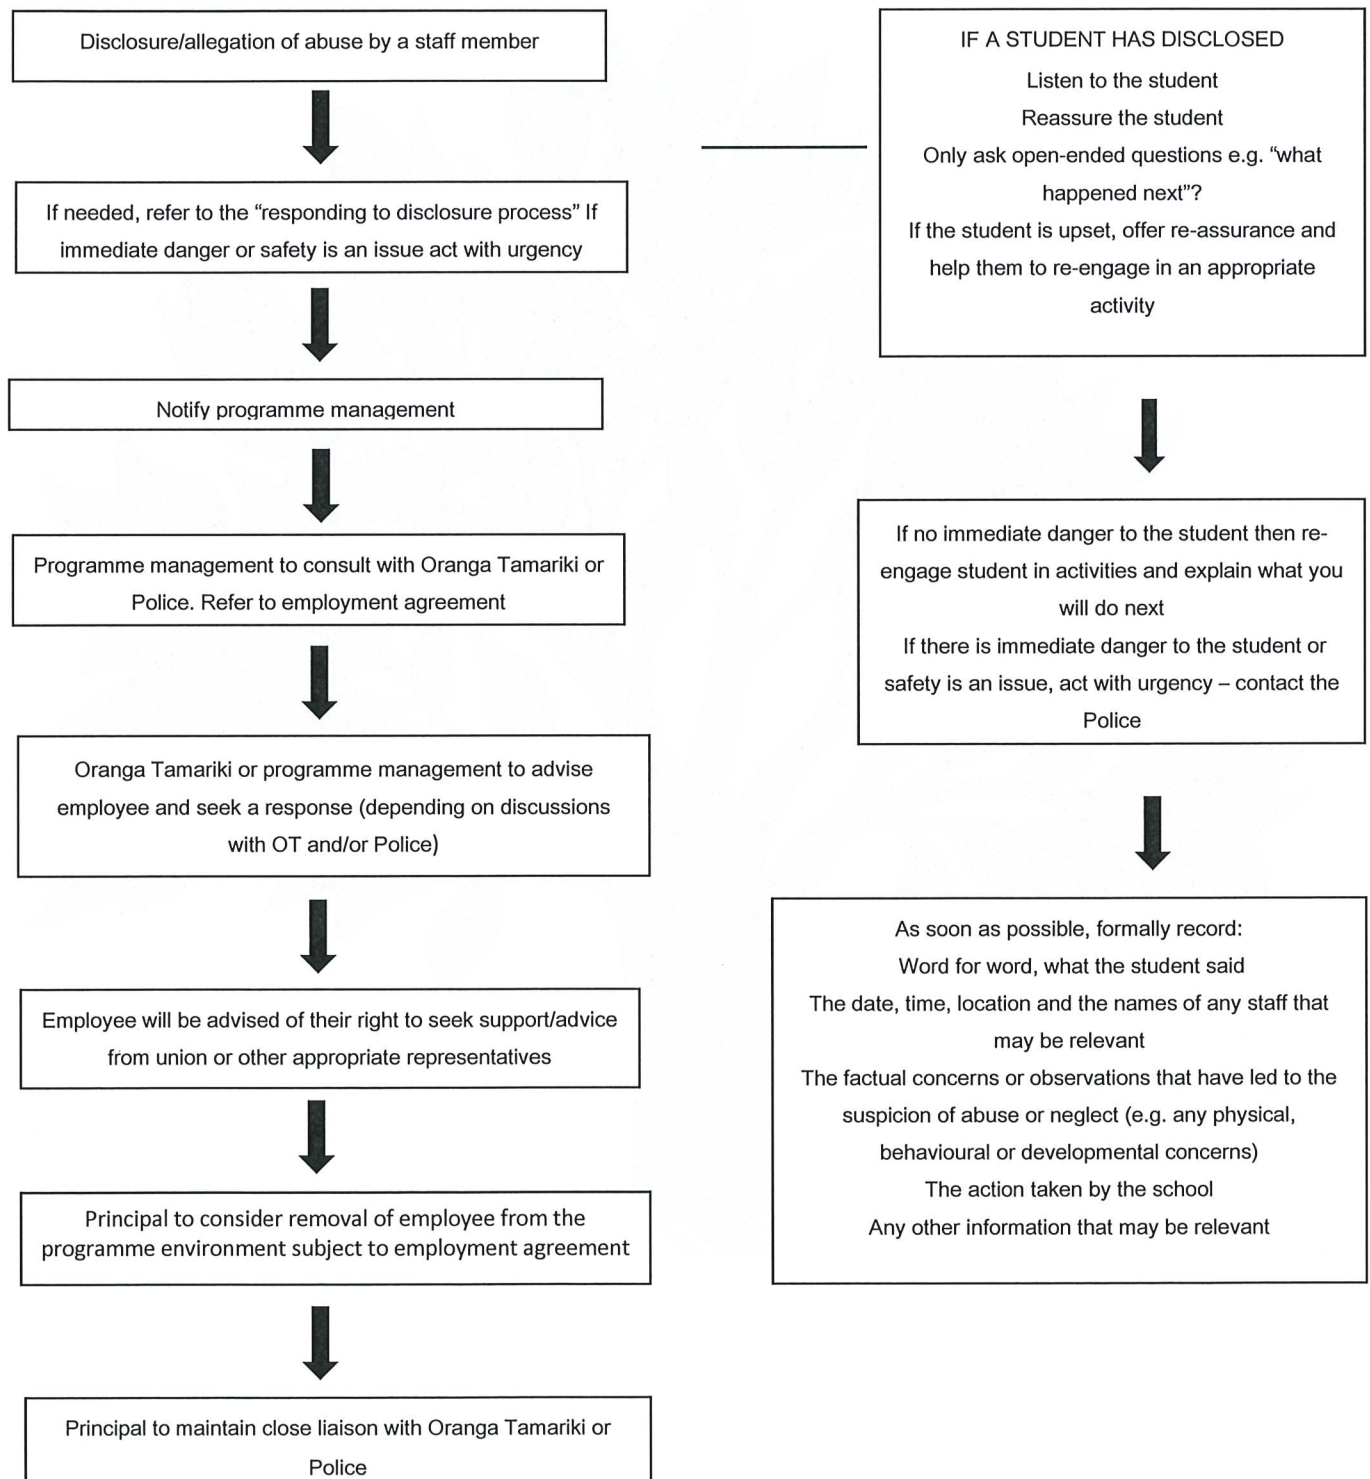 Disclosure/allegation of abuse by a staff member
If needed, refer to the “responding to disclosure process” If
immediate danger or safety is an issue act with urgency
Notify programme management
Programme management to consult with Oranga Tamariki or
Police. Refer to employment agreement
Oranga Tamariki or programme management to advise
employee and seek a response (depending on discussions
with OT and/or Police)
Employee will be advised of their right to seek support/advice
from union or other appropriate representatives
Principal to consider removal of employee from the
programme environment subject to employment agreement
Principal to maintain close liaison with Oranga Tamariki or
Police
IF A STUDENT HAS DISCLOSED
Listen to the student
Reassure the student
Only ask open-ended questions e.g. “what
happened next”?
If the student is upset, offer re-assurance and
help them to re-engage in an appropriate
activity
If no immediate danger to the student then re-
engage student in activities and explain what you
will do next
If there is immediate danger to the student or
safety is an issue, act with urgency – contact the
Police
As soon as possible, formally record:
Word for word, what the student said
The date, time, location and the names of any staff that
may be relevant
The factual concerns or observations that have led to the
suspicion of abuse or neglect (e.g. any physical,
behavioural or developmental concerns)
The action taken by the school
Any other information that may be relevant